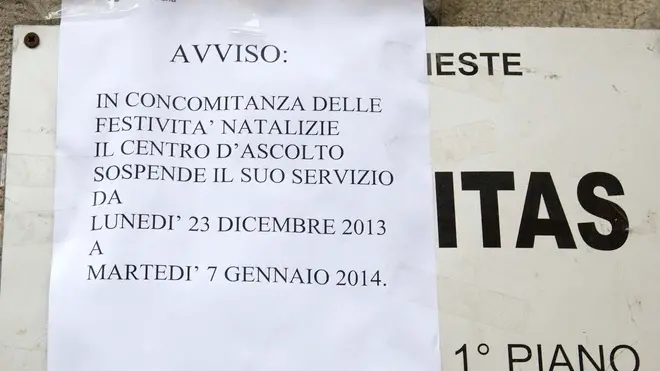 AVVISO:
IN CONCOMITANZA DELLE
FESTIVITA' NATALIZIE
IL CENTRO D'ASCOLTO
SOSPENDE IL SUO SERVIZIO
DA
LUNEDI' 23 DICEMBRE 2013
A
MARTEDI' 7 GENNAIO 2014.
IESTE
ITAS
1° PIANO